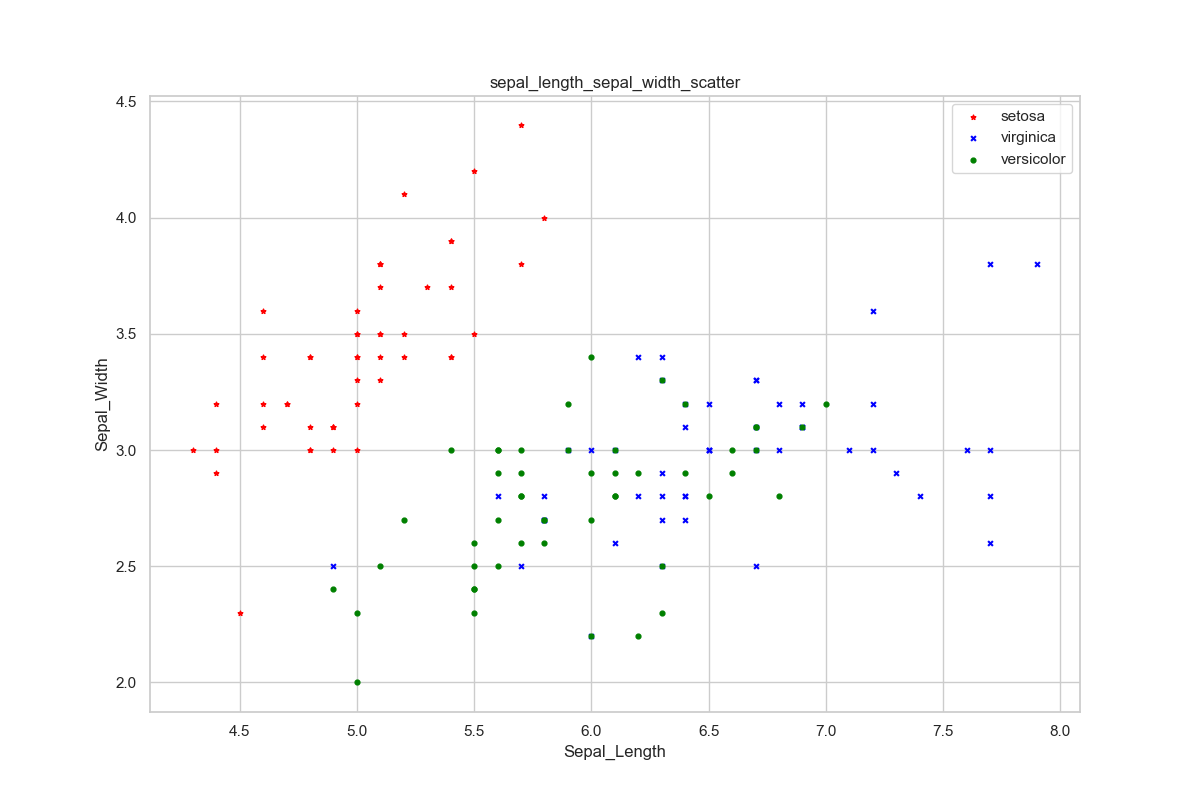 sepal_length_sepal_width_scatter
4.5
4.0
3.5
3.0
2.5
2.0
Sepal_Width
setosa
virginica
versicolor
4.5 5.0 5.5 6.0 6.5 7.0 7.5 8.0
Sepal_Length